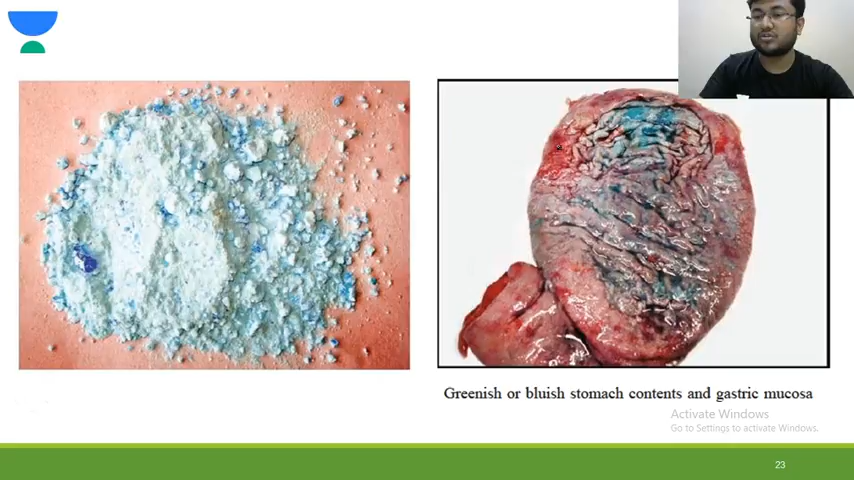 Greenish or bluish stomach contents and gastric mucosa
Activate Windows
Go to Settings to activate Windows.
23